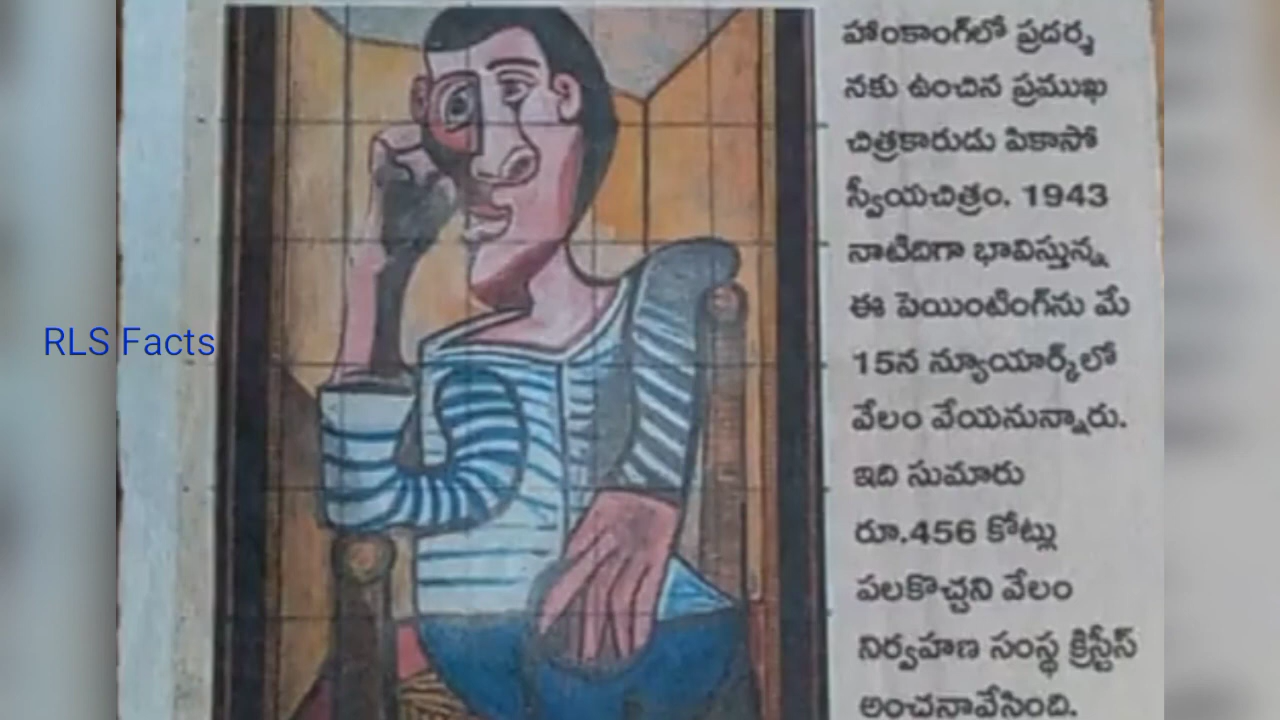 RLS Facts
హాంకాంగ్‌లో ప్రదర్శ
నకు ఉంచిన ప్రముఖ
చిత్రకారుడు పికాసో
స్వీయచిత్రం. 1943
నాటిదిగా భావిస్తున్న
ఈ పెయింటింగ్‌ను మే
15న న్యూయార్క్‌లో
వేలం వేయనున్నారు.
ఇది సుమారు
రూ.456 కోట్లు
పలకొచ్చని వేలం
నిర్వహణ సంస్థ క్రిస్టీస్
అంచనావేసింది.